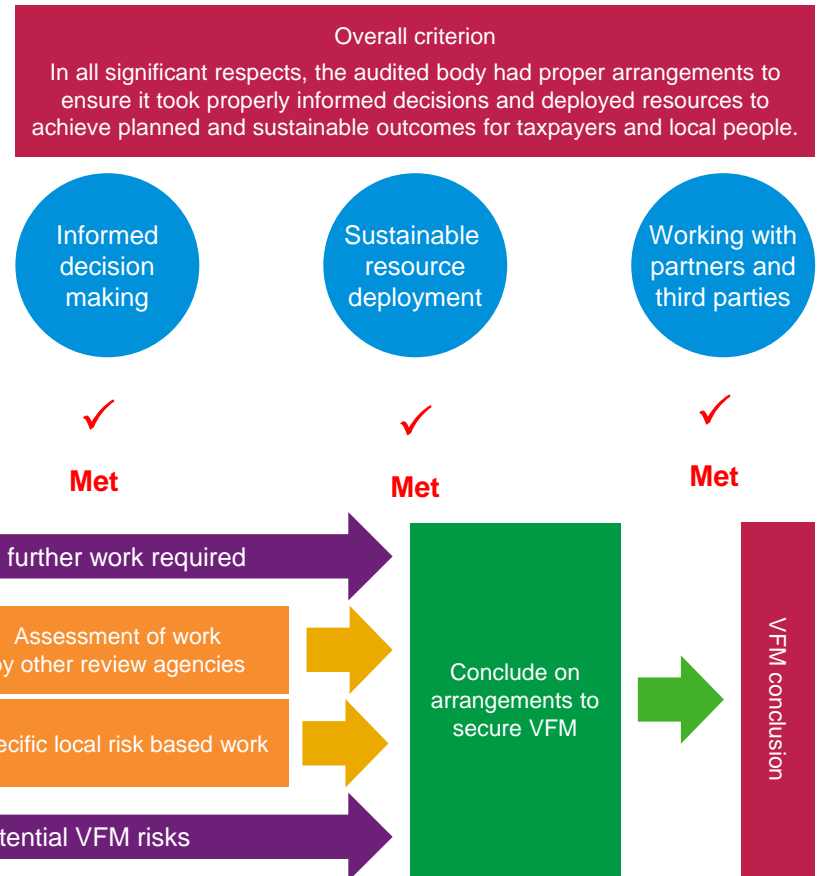 Overall criterion
In all significant respects, the audited body had proper arrangements to
ensure it took properly informed decisions and deployed resources to
achieve planned and sustainable outcomes for taxpayers and local people.
Informed
decision
making
Sustainable
resource
deployment
Working with
partners and
third parties
Met
Met
Met
further work required
Assessment of work
by other review agencies
ecific local risk based work
tential VFM risks
Conclude on
arrangements to
secure VFM
VFM conclusion